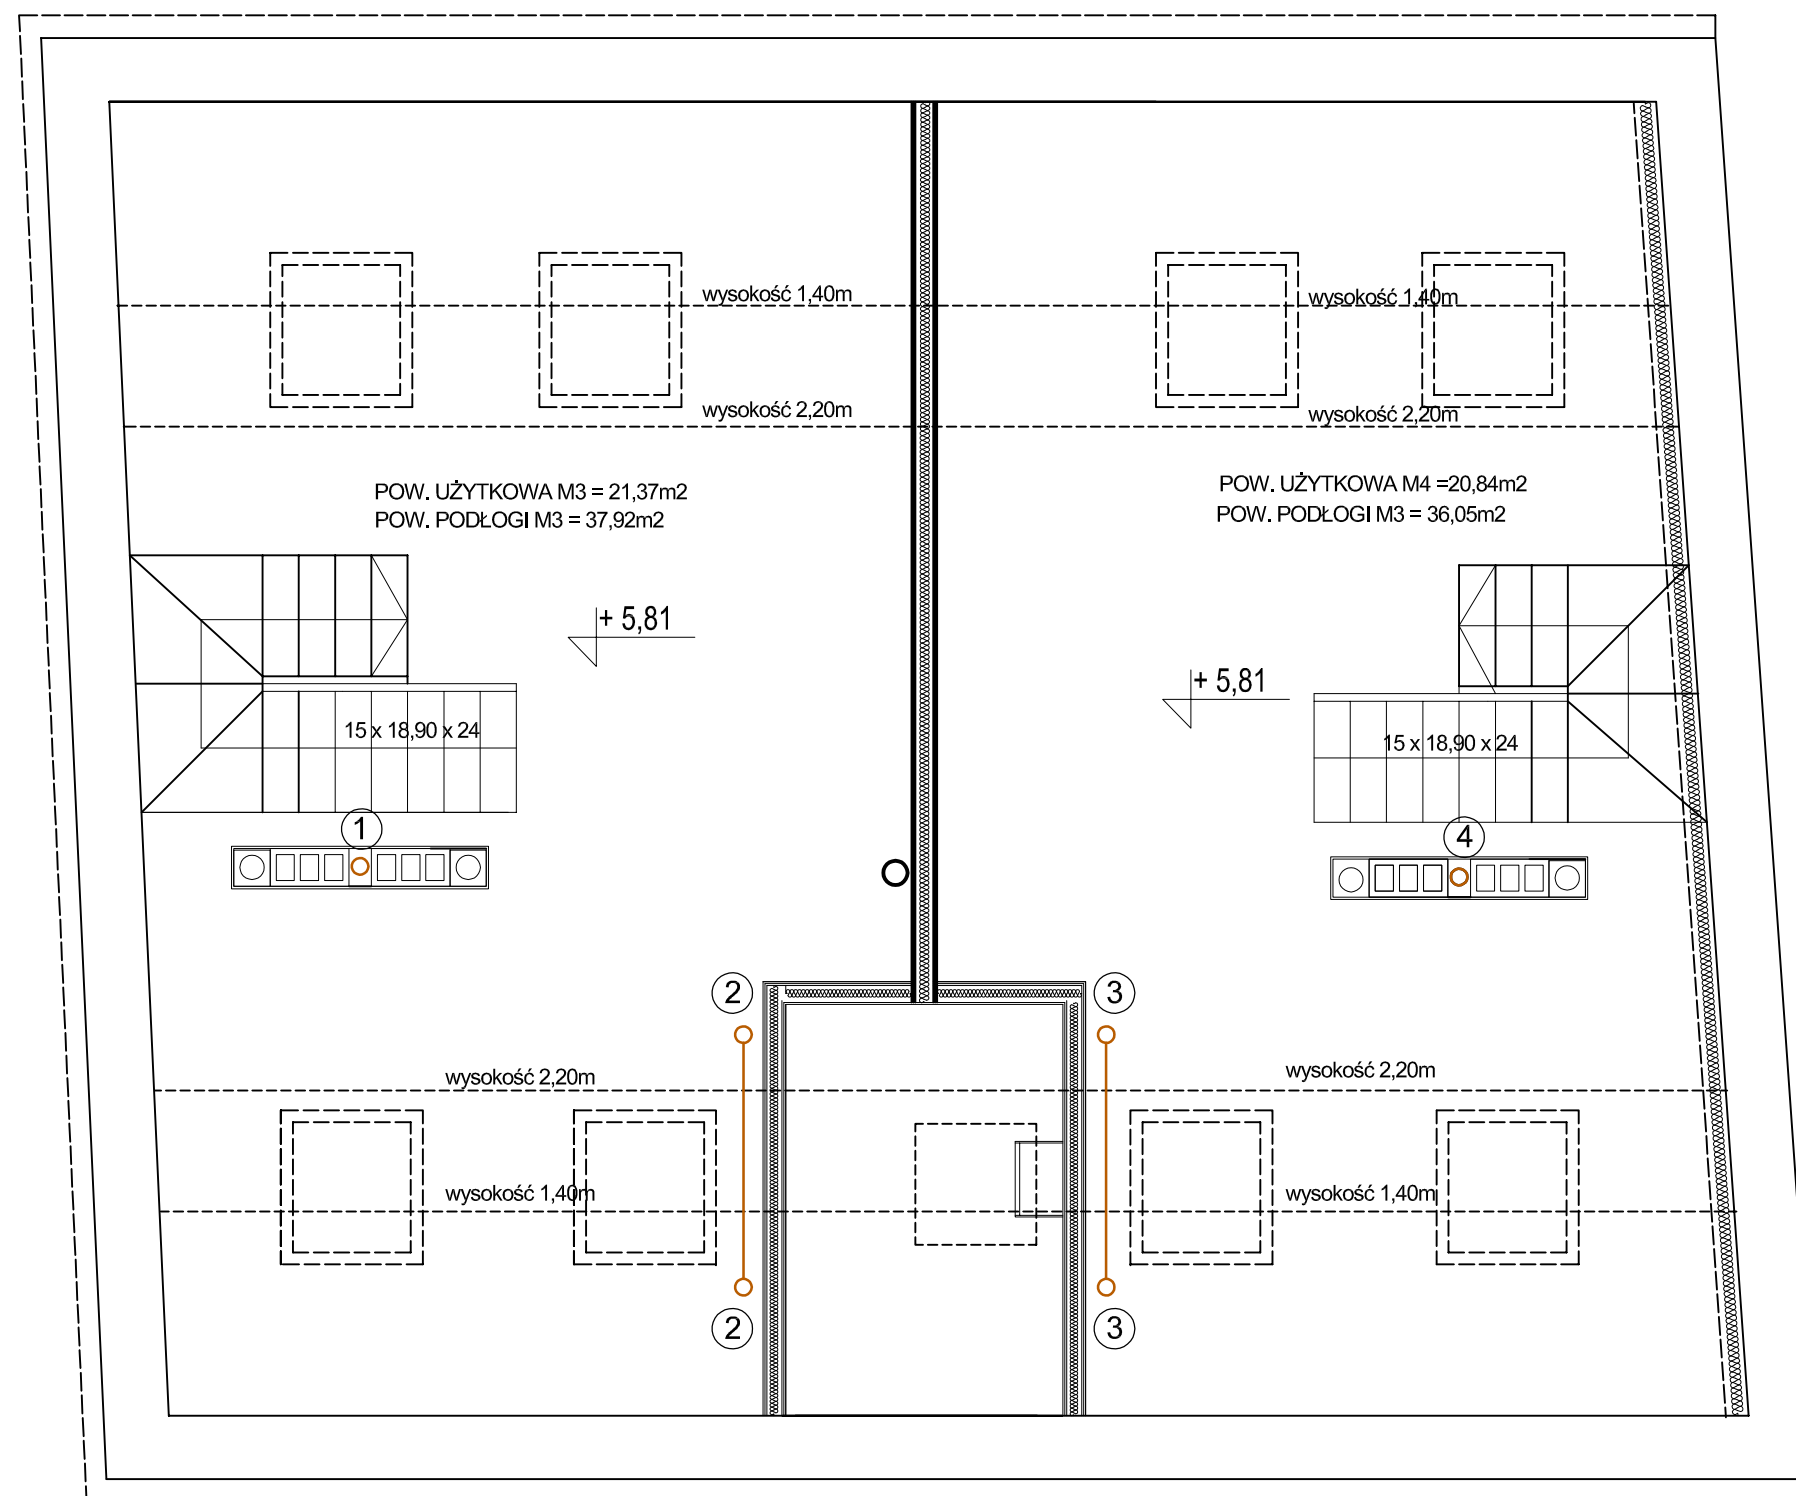 wysokość 1,40m
wysokość 1,40m
wysokość 2,20m
wysokość 2,20m
POW. UŻYTKOWA M3 = 21,37m2
POW. PODŁOGI M3 = 37,92m2
POW. UŻYTKOWA M4 =20,84m2
POW. PODŁOGI M3 = 36,05m2
+ 5,81
+ 5,81
15 x 18,90 x 24
15 x 18,90 x 24
1
4
2
3
wysokość 2,20m
wysokość 2,20m
wysokość 1,40m
wysokość 1,40m
2
3